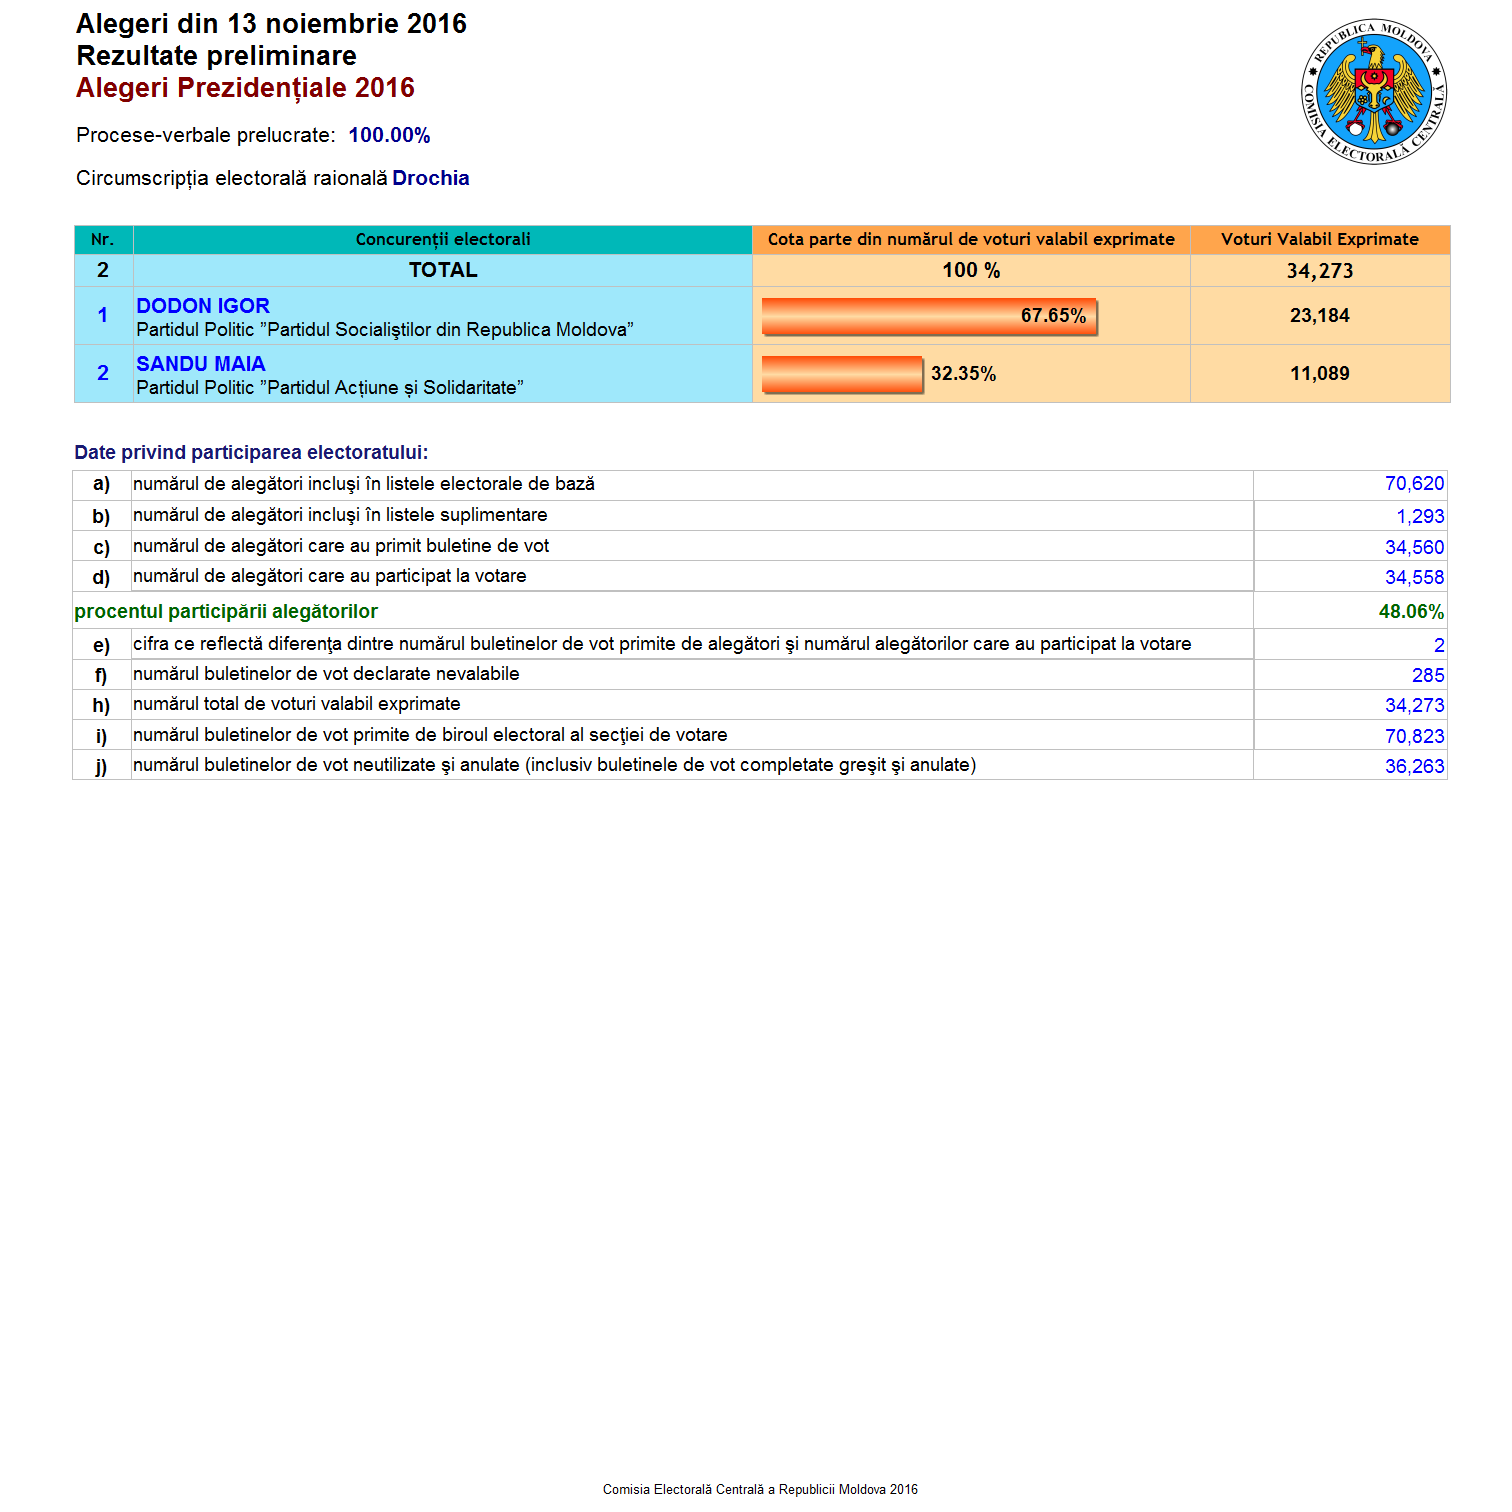 Alegeri din 13 noiembrie 2016
Rezultate preliminare
Alegeri Prezidențiale 2016
Procese-verbale prelucrate: 100.00%
Circumscripția electorală raională Drochia
REPUBLICA MOLDOVA
COMISIA ELECTORALĂ CENTRALĂ
Nr. Concurenții electorali Cota parte din numărul de voturi valabil exprimate Voturi Valabil Exprimate
2 TOTAL 100 % 34,273
1 DODON IGOR 67.65% 23,184
Partidul Politic ”Partidul Socialiştilor din Republica Moldova”
2 SANDU MAIA 32.35% 11,089
Partidul Politic ”Partidul Acțiune și Solidaritate”
Date privind participarea electoratului:
a) numărul de alegători incluşi în listele electorale de bază 70,620
b) numărul de alegători incluşi în listele suplimentare 1,293
c) numărul de alegători care au primit buletine de vot 34,560
d) numărul de alegători care au participat la votare 34,558
procentul participării alegătorilor 48.06%
e) cifra ce reflectă diferenţa dintre numărul buletinelor de vot primite de alegători şi numărul alegătorilor care au participat la votare 2
f) numărul buletinelor de vot declarate nevalabile 285
h) numărul total de voturi valabil exprimate 34,273
i) numărul buletinelor de vot primite de biroul electoral al secţiei de votare 70,823
j) numărul buletinelor de vot neutilizate şi anulate (inclusiv buletinele de vot completate greşit şi anulate) 36,263
Comisia Electorală Centrală a Republicii Moldova 2016